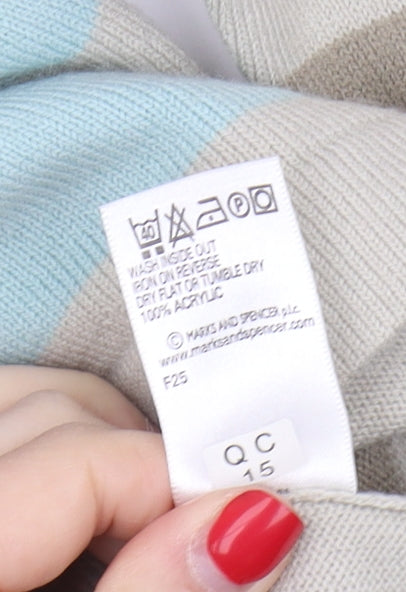 40
P
WASH INSIDE OUT
IRON ON REVERSE
DRY FLAT OR TUMBLE DRY
100% ACRYLIC
© MARKS AND SPENCER p.l.c.
www.marksandspencer.com
F25
QC
15